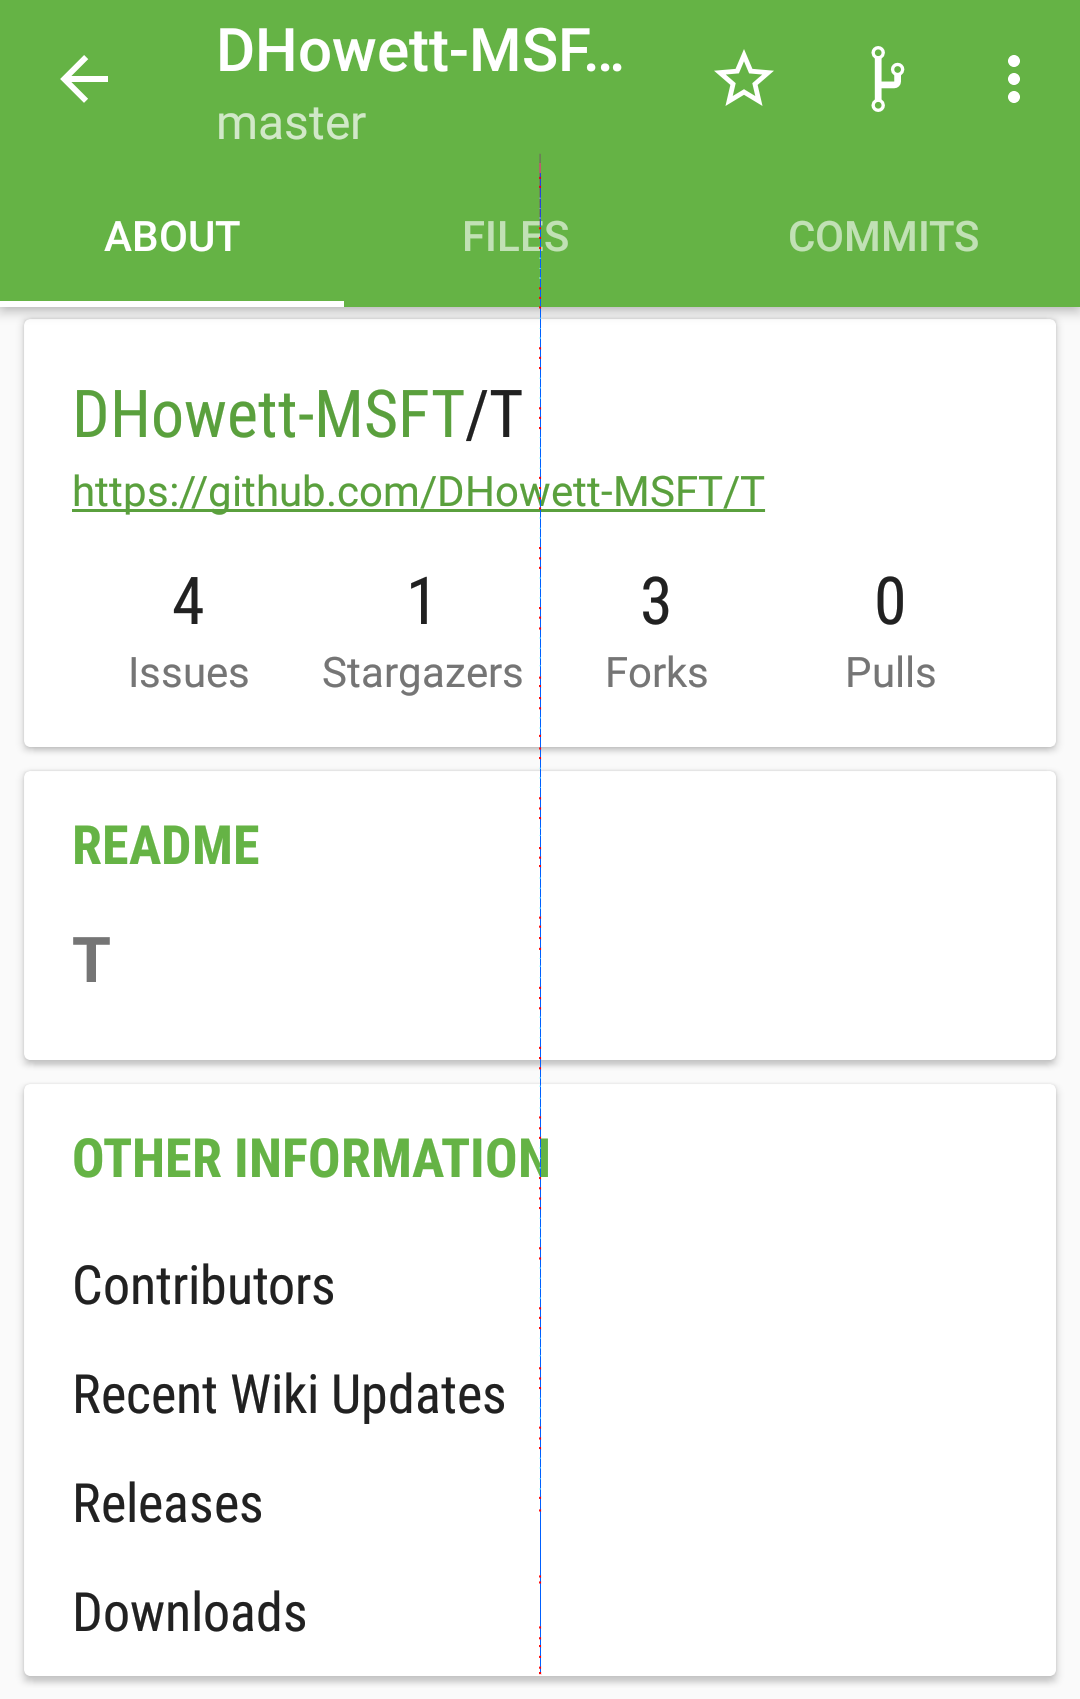 DHowett-MSF...
master
ABOUT FILES COMMITS
DHowett-MSFT/T
https://github.com/DHowett-MSFT/T
4 1 3 0
Issues Stargazers Forks Pulls
README
T
OTHER INFORMATION
Contributors
Recent Wiki Updates
Releases
Downloads